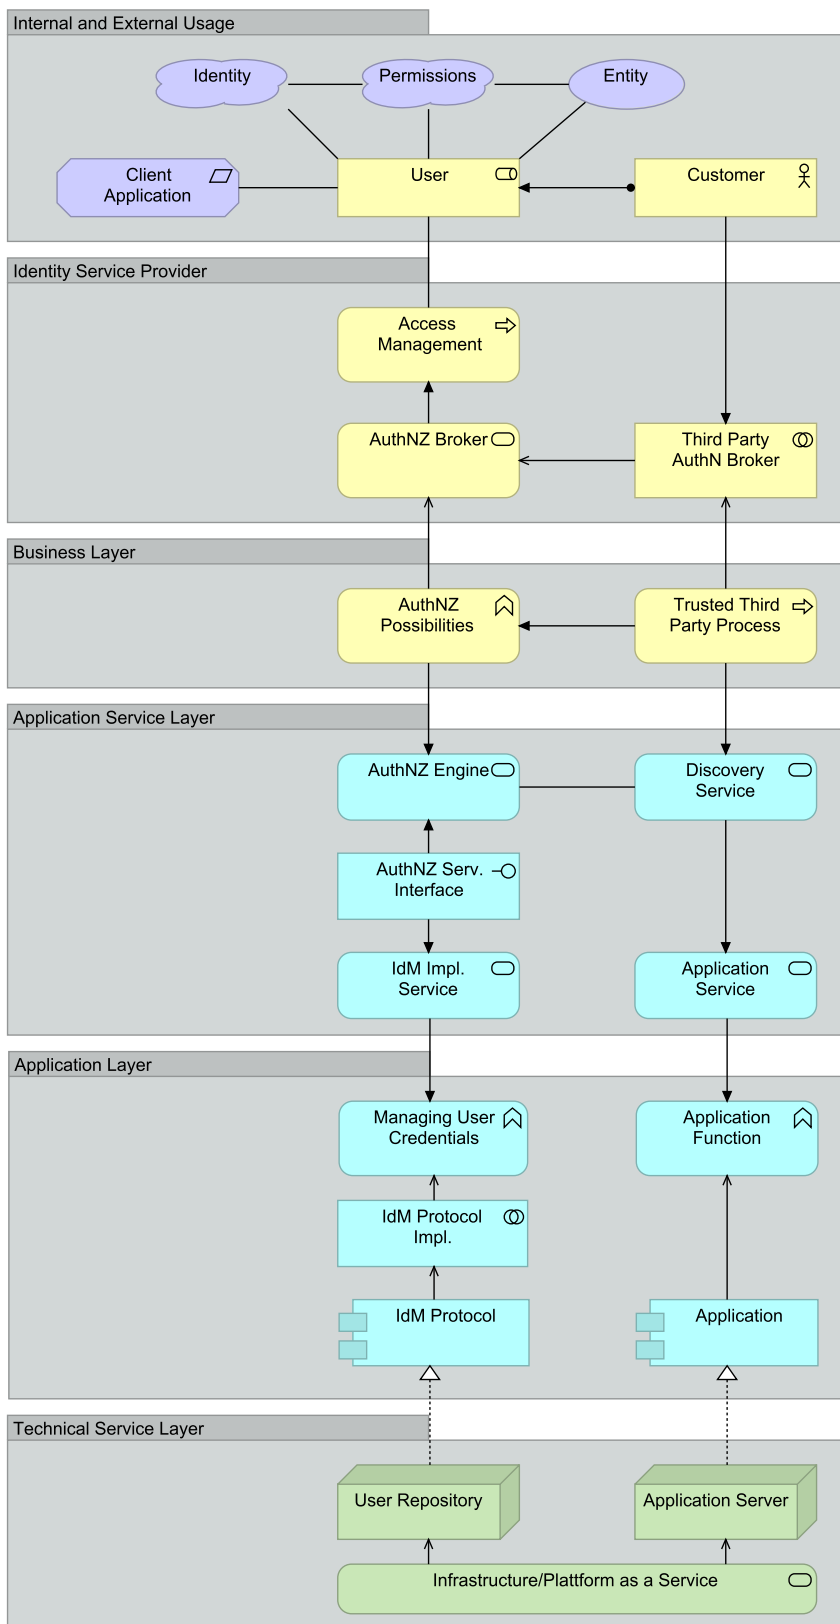 Internal and External Usage
Identity
Permissions
Entity
Client
Application
User
Customer
Identity Service Provider
Access
Management
AuthNZ Broker
Third Party
AuthN Broker
Business Layer
AuthNZ
Possibilities
Trusted Third
Party Process
Application Service Layer
AuthNZ Engine
Discovery
Service
AuthNZ Serv.
Interface
IdM Impl.
Service
Application
Service
Application Layer
Managing User
Credentials
Application
Function
IdM Protocol
Impl.
IdM Protocol
Application
Technical Service Layer
User Repository
Application Server
Infrastructure/Plattform as a Service